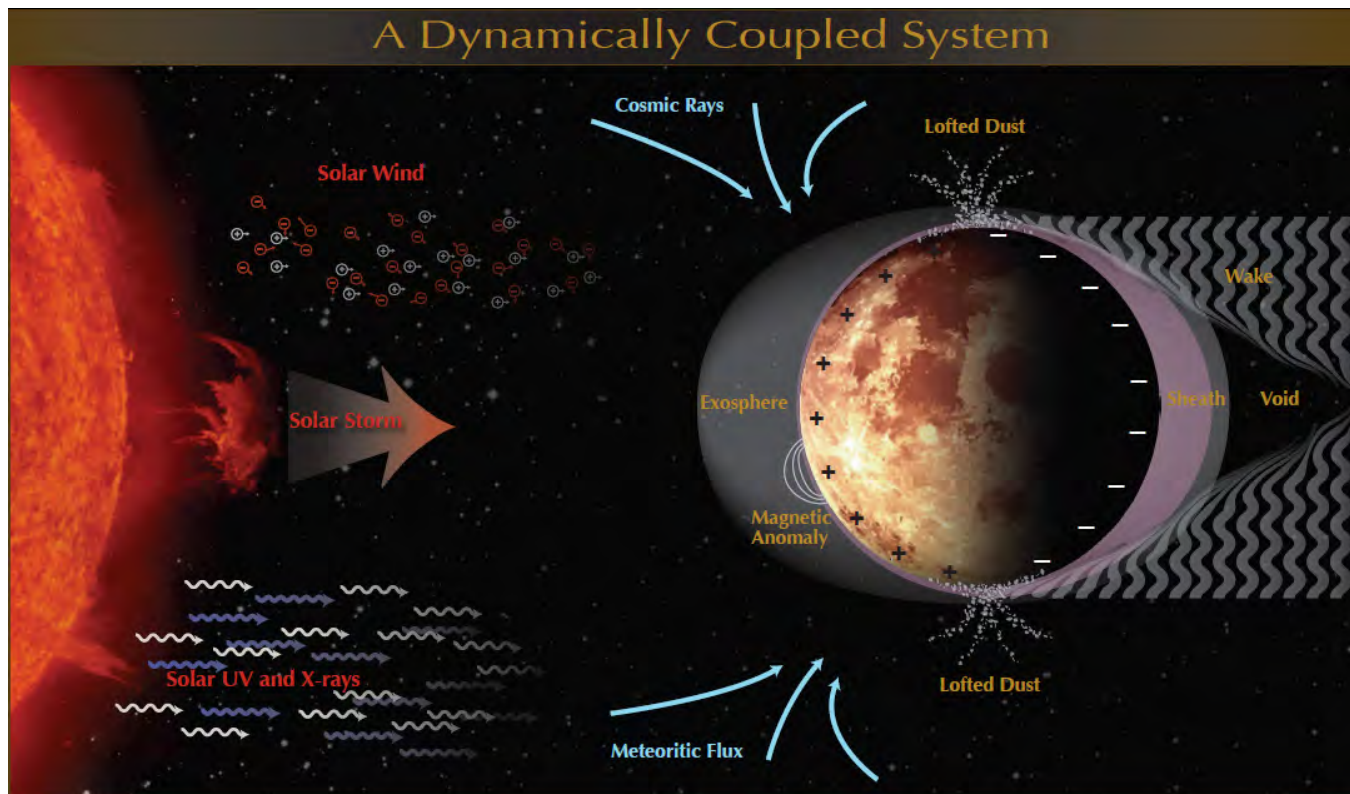 A Dynamically Coupled System
Cosmic Rays
Lofted Dust
Solar Wind
Wake
Solar Storm
Exosphere
Sheath
Void
Magnetic
Anomaly
Solar UV and X-rays
Lofted Dust
Meteoritic Flux